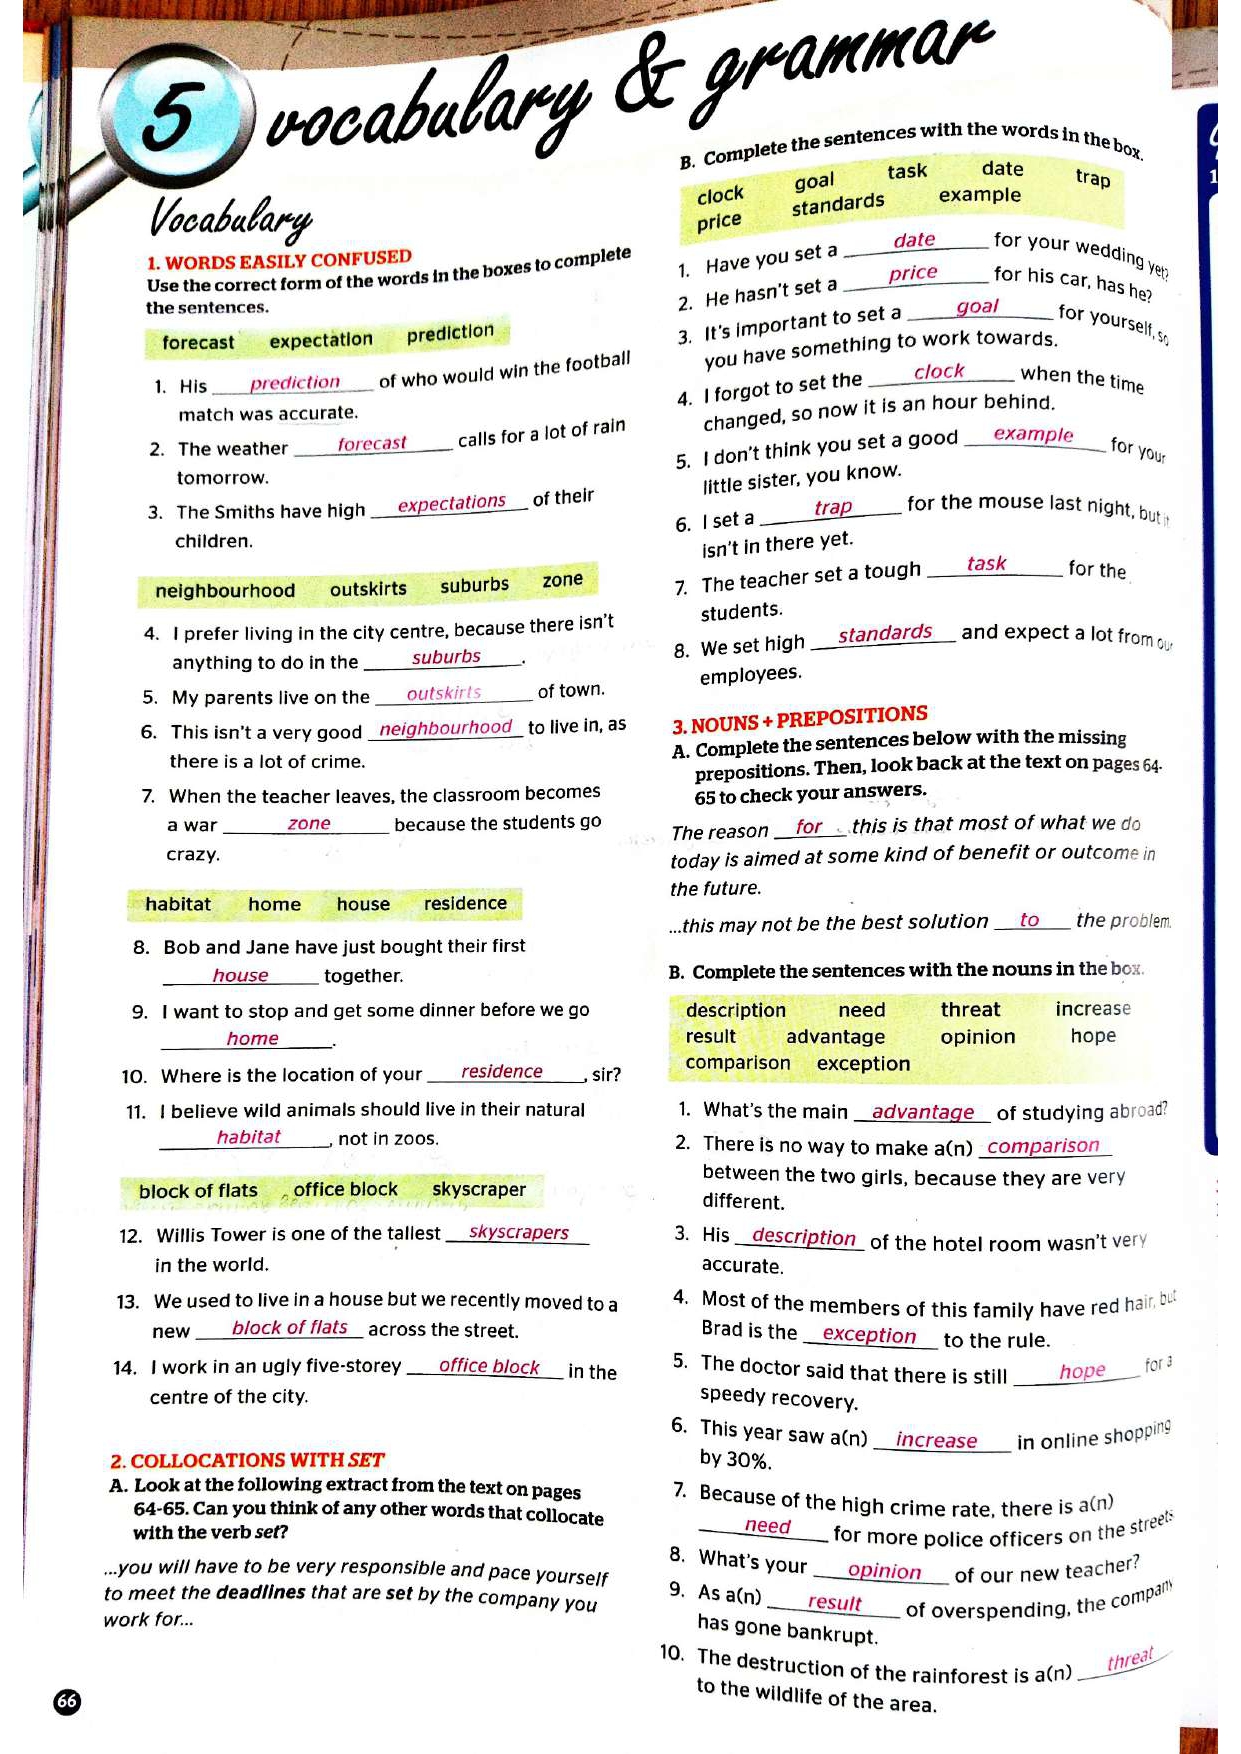 5 vocabulary & grammar
Vocabulary
1. WORDS EASILY CONFUSED
Use the correct form of the words in the boxes to complete
the sentences.
forecast expectation prediction
1. His prediction of who would win the football
match was accurate.
2. The weather forecast calls for a lot of rain
tomorrow.
3. The Smiths have high expectations of their
children.
neighbourhood outskirts suburbs zone
4. I prefer living in the city centre, because there isn't
anything to do in the suburbs.
5. My parents live on the outskirts of town.
6. This isn't a very good neighbourhood to live in, as
there is a lot of crime.
7. When the teacher leaves, the classroom becomes
a war zone because the students go
crazy.
habitat home house residence
8. Bob and Jane have just bought their first
house together.
9. I want to stop and get some dinner before we go
home.
10. Where is the location of your residence, sir?
11. I believe wild animals should live in their natural
habitat, not in zoos.
block of flats office block skyscraper
12. Willis Tower is one of the tallest skyscrapers
in the world.
13. We used to live in a house but we recently moved to a
new block of flats across the street.
14. I work in an ugly five-storey office block in the
centre of the city.
2. COLLOCATIONS WITH SET
A. Look at the following extract from the text on pages
64-65. Can you think of any other words that collocate
with the verb set?
...you will have to be very responsible and pace yourself
to meet the deadlines that are set by the company you
work for...
66
B. Complete the sentences with the words in the box.
clock goal task date trap
price standards example
1. Have you set a date for your wedding yet?
2. He hasn't set a price for his car, has he?
3. It's important to set a goal for yourself, so
you have something to work towards.
4. I forgot to set the clock when the time
changed, so now it is an hour behind.
5. I don't think you set a good example for your
little sister, you know.
6. I set a trap for the mouse last night, but it
isn't in there yet.
7. The teacher set a tough task for the
students.
8. We set high standards and expect a lot from our
employees.
3. NOUNS + PREPOSITIONS
A. Complete the sentences below with the missing
prepositions. Then, look back at the text on pages 64-
65 to check your answers.
The reason for this is that most of what we do
today is aimed at some kind of benefit or outcome in
the future.
...this may not be the best solution to the problem.
B. Complete the sentences with the nouns in the box.
description need threat increase
result advantage opinion hope
comparison exception
1. What's the main advantage of studying abroad?
2. There is no way to make a(n) comparison
between the two girls, because they are very
different.
3. His description of the hotel room wasn't very
accurate.
4. Most of the members of this family have red hair, but
Brad is the exception to the rule.
5. The doctor said that there is still hope for a
speedy recovery.
6. This year saw a(n) increase in online shopping
by 30%.
7. Because of the high crime rate, there is a(n)
need for more police officers on the streets.
8. What's your opinion of our new teacher?
9. As a(n) result of overspending, the company
has gone bankrupt.
10. The destruction of the rainforest is a(n) threat
to the wildlife of the area.
1